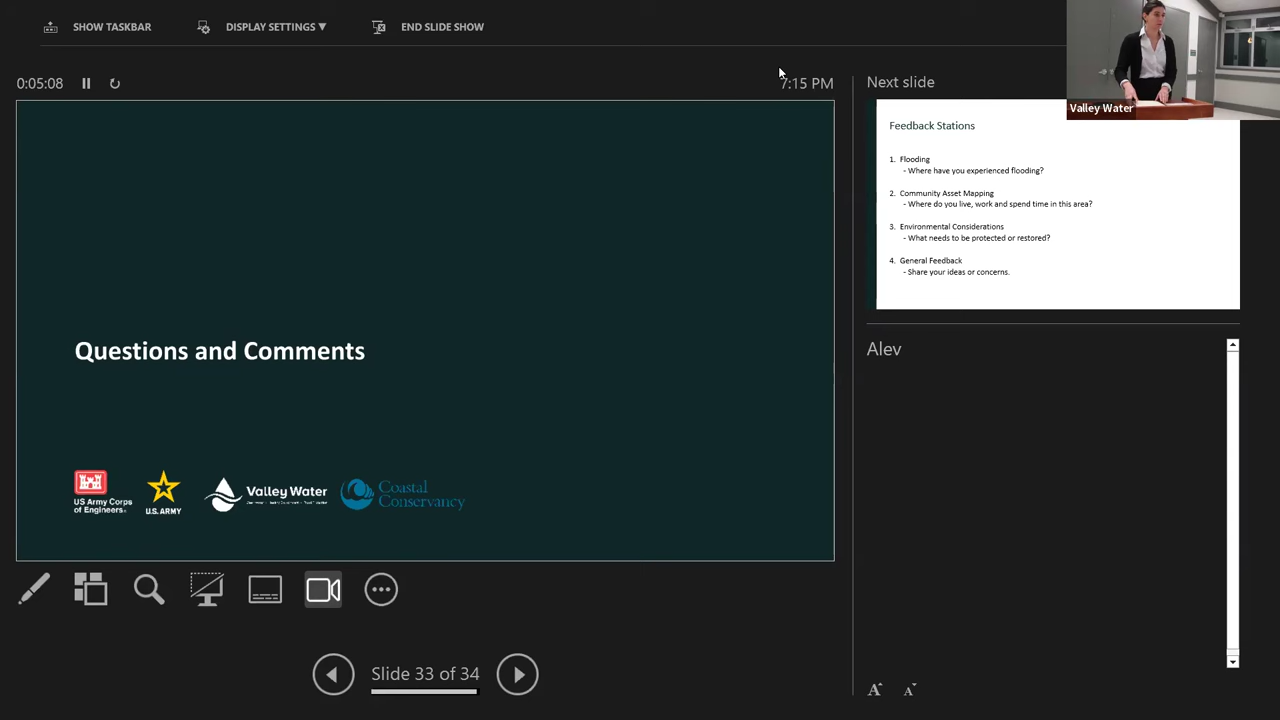 SHOW TASKBAR
DISPLAY SETTINGS ▼
END SLIDE SHOW
0:05:08
7:15 PM
Next slide
Valley Water
Feedback Stations
1. Flooding
- Where have you experienced flooding?
2. Community Asset Mapping
- Where do you live, work and spend time in this area?
3. Environmental Considerations
- What needs to be protected or restored?
4. General Feedback
- Share your ideas or concerns.
Questions and Comments
Alev
US Army Corps
of Engineers®
U.S. ARMY
Valley Water
Coastal
Conservancy
Slide 33 of 34
A A